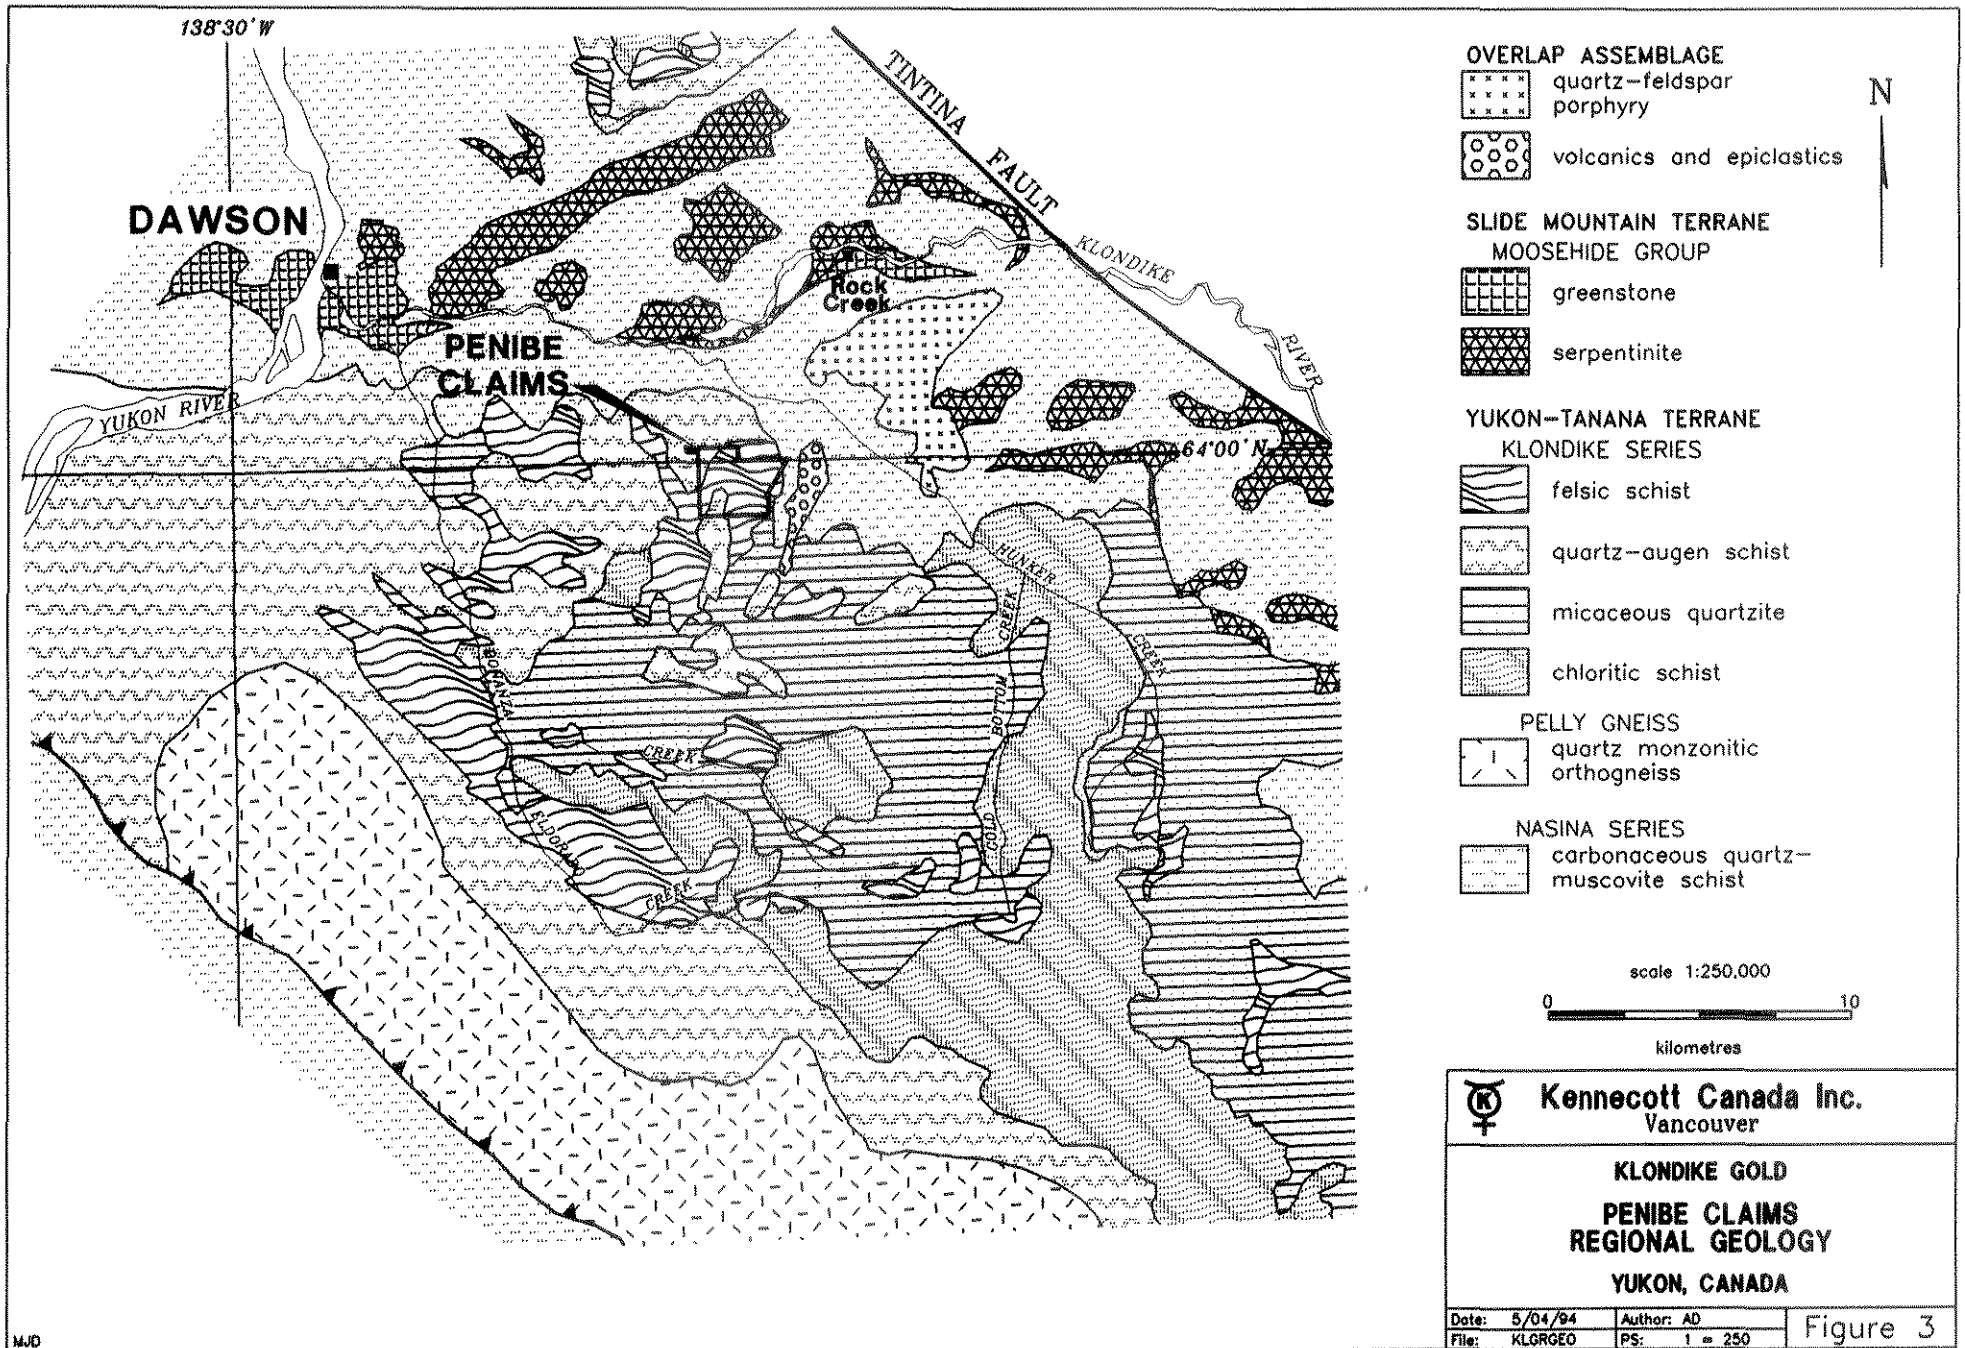 138°30' W
TINTINA FAULT
DAWSON
KLONDIKE RIVER
Rock
Creek
PENIBE
CLAIMS
YUKON RIVER
64°00' N
HUNKER CREEK
BONANZA CREEK
GOLD BOTTOM CREEK
ELDORADO CREEK
OVERLAP ASSEMBLAGE
quartz-feldspar
porphyry
volcanics and epiclastics
N
SLIDE MOUNTAIN TERRANE
MOOSEHIDE GROUP
greenstone
serpentinite
YUKON-TANANA TERRANE
KLONDIKE SERIES
felsic schist
quartz-augen schist
micaceous quartzite
chloritic schist
PELLY GNEISS
quartz monzonitic
orthogneiss
NASINA SERIES
carbonaceous quartz-
muscovite schist
scale 1:250,000
0 10
kilometres
K
Kennecott Canada Inc.
Vancouver
KLONDIKE GOLD
PENIBE CLAIMS
REGIONAL GEOLOGY
YUKON, CANADA
Date: 5/04/94 Author: AD
File: KLGRGEO PS: 1 = 250
Figure 3
MJD